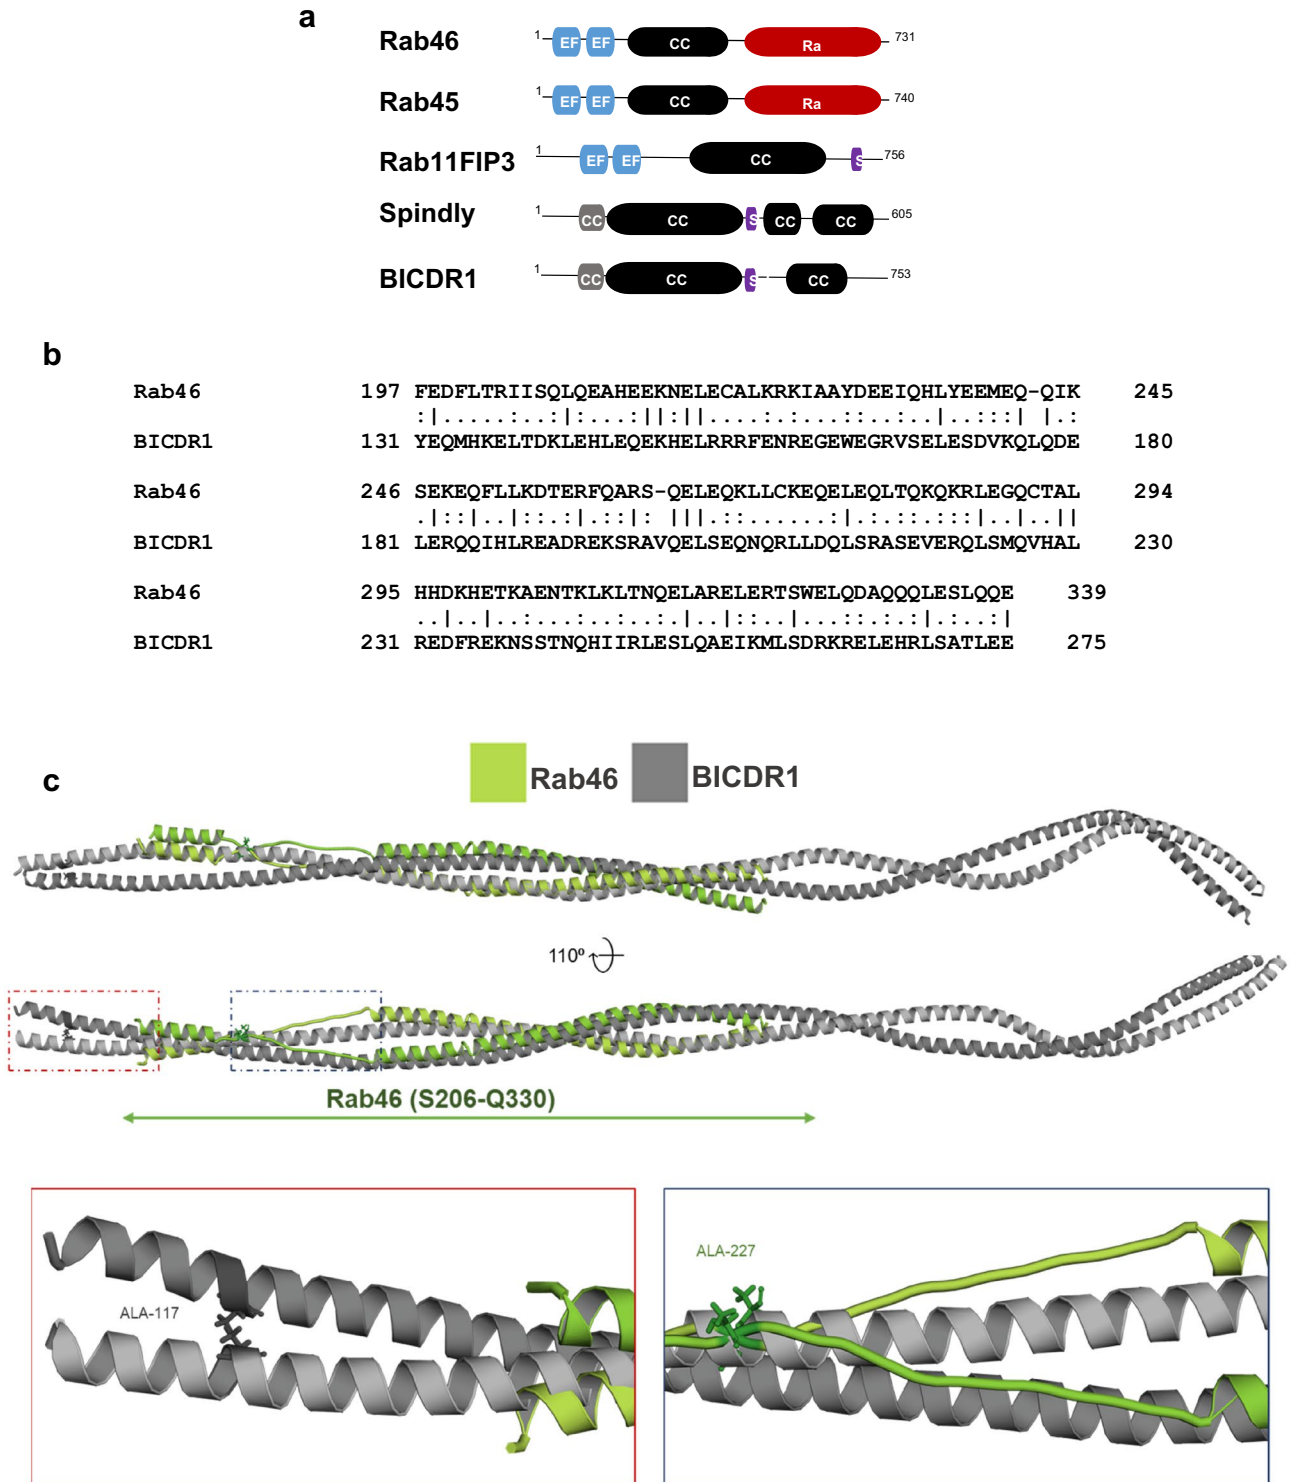 a
Rab46 1 EF EF CC Ra 731
Rab45 1 EF EF CC Ra 740
Rab11FIP3 1 EF EF CC S 756
Spindly 1 CC CC S CC CC 605
BICDR1 1 CC CC S CC 753
b
Rab46 197 FEDFLTRIISQLQEAHEEKNELECALKRKIAAYDEEIQHLYEEMEQ-QIK 245
:|....:..:|:...:||:||....:.:....::..:..|..:::| |.:
BICDR1 131 YEQMHKELTDKLEHLEQEKHELRRRFENREGEWEGRVSELESDVKQLQDE 180
Rab46 246 SEKEQFLLKDTERFQARS-QELEQKLLCKEQELEQLTQKQKRLEGQCTAL 294
.|::|..|::.:|.::|: |||.::.......:|.::.:.:::|..|..||
BICDR1 181 LERQQIHLREADREKSRAVQELSEQNQRLLDQLSRASEVERQLSMQVHAL 230
Rab46 295 HHDKHETKAENTKLKLTNQELARELERTSWELQDAQQQLESLQQE 339
..|..|..:.:..:....:..|..|::..|....:..:.|:..:|
BICDR1 231 REDFREKNSSTNQHIIRLESLQAEIKMLSDRKRELEHRLSATLEE 275
c
Rab46 BICDR1
110º
Rab46 (S206-Q330)
ALA-117
ALA-227